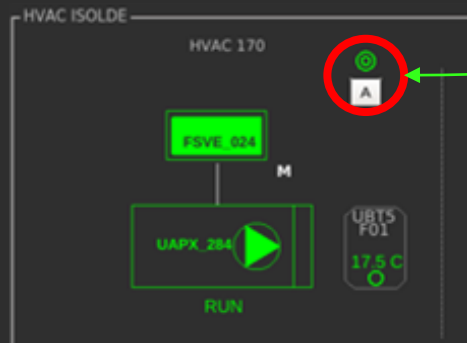 HVAC ISOLDE
HVAC 170
A
FSVE_024
M
UAPX_284
UBT5
F01
17.5 C
RUN